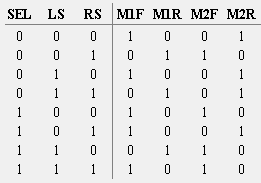 SEL LS RS M1F M1R M2F M2R
0 0 0 1 0 0 1
0 0 1 0 1 1 0
0 1 0 1 0 0 1
0 1 1 0 1 0 1
1 0 0 1 0 1 0
1 0 1 1 0 0 1
1 1 0 0 1 1 0
1 1 1 1 0 1 0